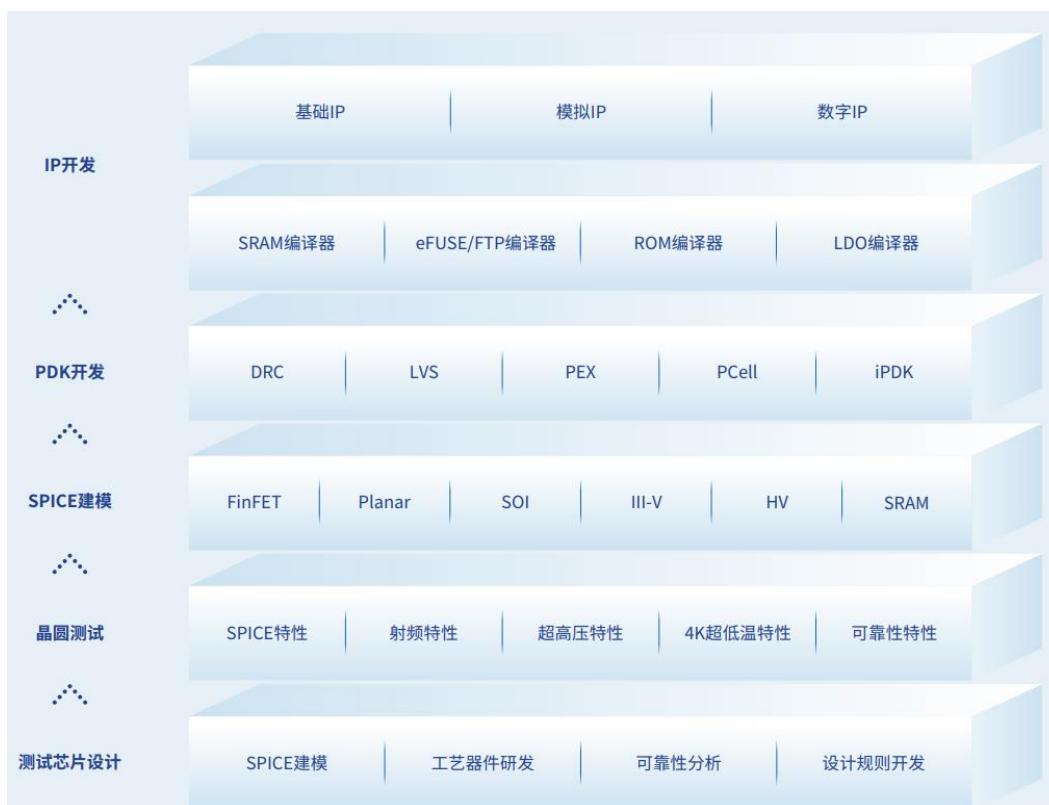 基础IP 模拟IP 数字IP
IP开发
SRAM编译器 eFUSE/FTP编译器 ROM编译器 LDO编译器
PDK开发 DRC LVS PEX PCell iPDK
SPICE建模 FinFET Planar SOI III-V HV SRAM
晶圆测试 SPICE特性 射频特性 超高压特性 4K超低温特性 可靠性特性
测试芯片设计 SPICE建模 工艺器件研发 可靠性分析 设计规则开发